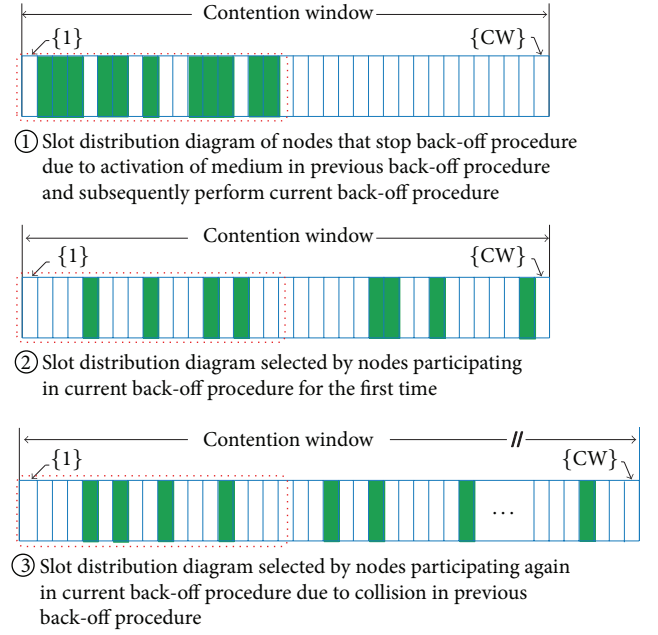 Contention window
{1}
{CW}
① Slot distribution diagram of nodes that stop back-off procedure
due to activation of medium in previous back-off procedure
and subsequently perform current back-off procedure
Contention window
{1}
{CW}
② Slot distribution diagram selected by nodes participating
in current back-off procedure for the first time
Contention window
{1}
{CW}
...
③ Slot distribution diagram selected by nodes participating again
in current back-off procedure due to collision in previous
back-off procedure